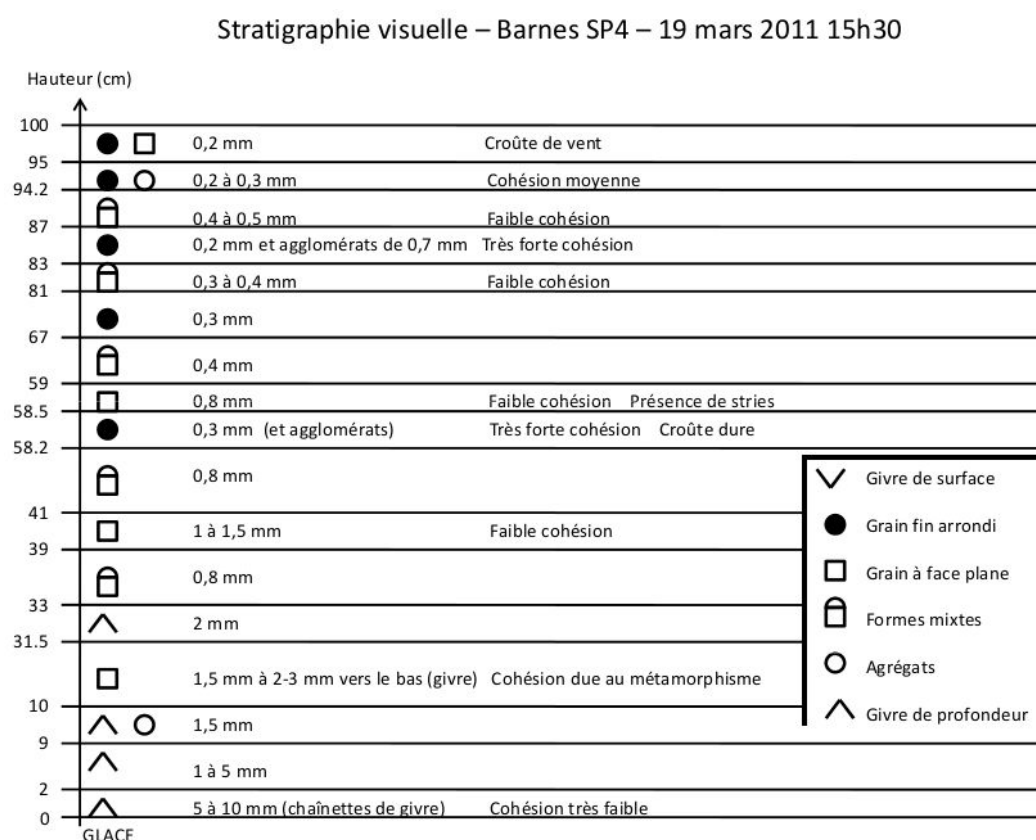 Stratigraphie visuelle – Barnes SP4 – 19 mars 2011 15h30
Hauteur (cm)
100
0,2 mm Croûte de vent
95
0,2 à 0,3 mm Cohésion moyenne
94.2
0,4 à 0,5 mm Faible cohésion
87
0,2 mm et agglomérats de 0,7 mm Très forte cohésion
83
0,3 à 0,4 mm Faible cohésion
81
0,3 mm
67
0,4 mm
59
0,8 mm Faible cohésion Présence de stries
58.5
0,3 mm (et agglomérats) Très forte cohésion Croûte dure
58.2
0,8 mm
41
1 à 1,5 mm Faible cohésion
39
0,8 mm
33
2 mm
31.5
1,5 mm à 2-3 mm vers le bas (givre) Cohésion due au métamorphisme
10
1,5 mm
9
1 à 5 mm
2
5 à 10 mm (chaînettes de givre) Cohésion très faible
0
GLACE
Givre de surface
Grain fin arrondi
Grain à face plane
Formes mixtes
Agrégats
Givre de profondeur